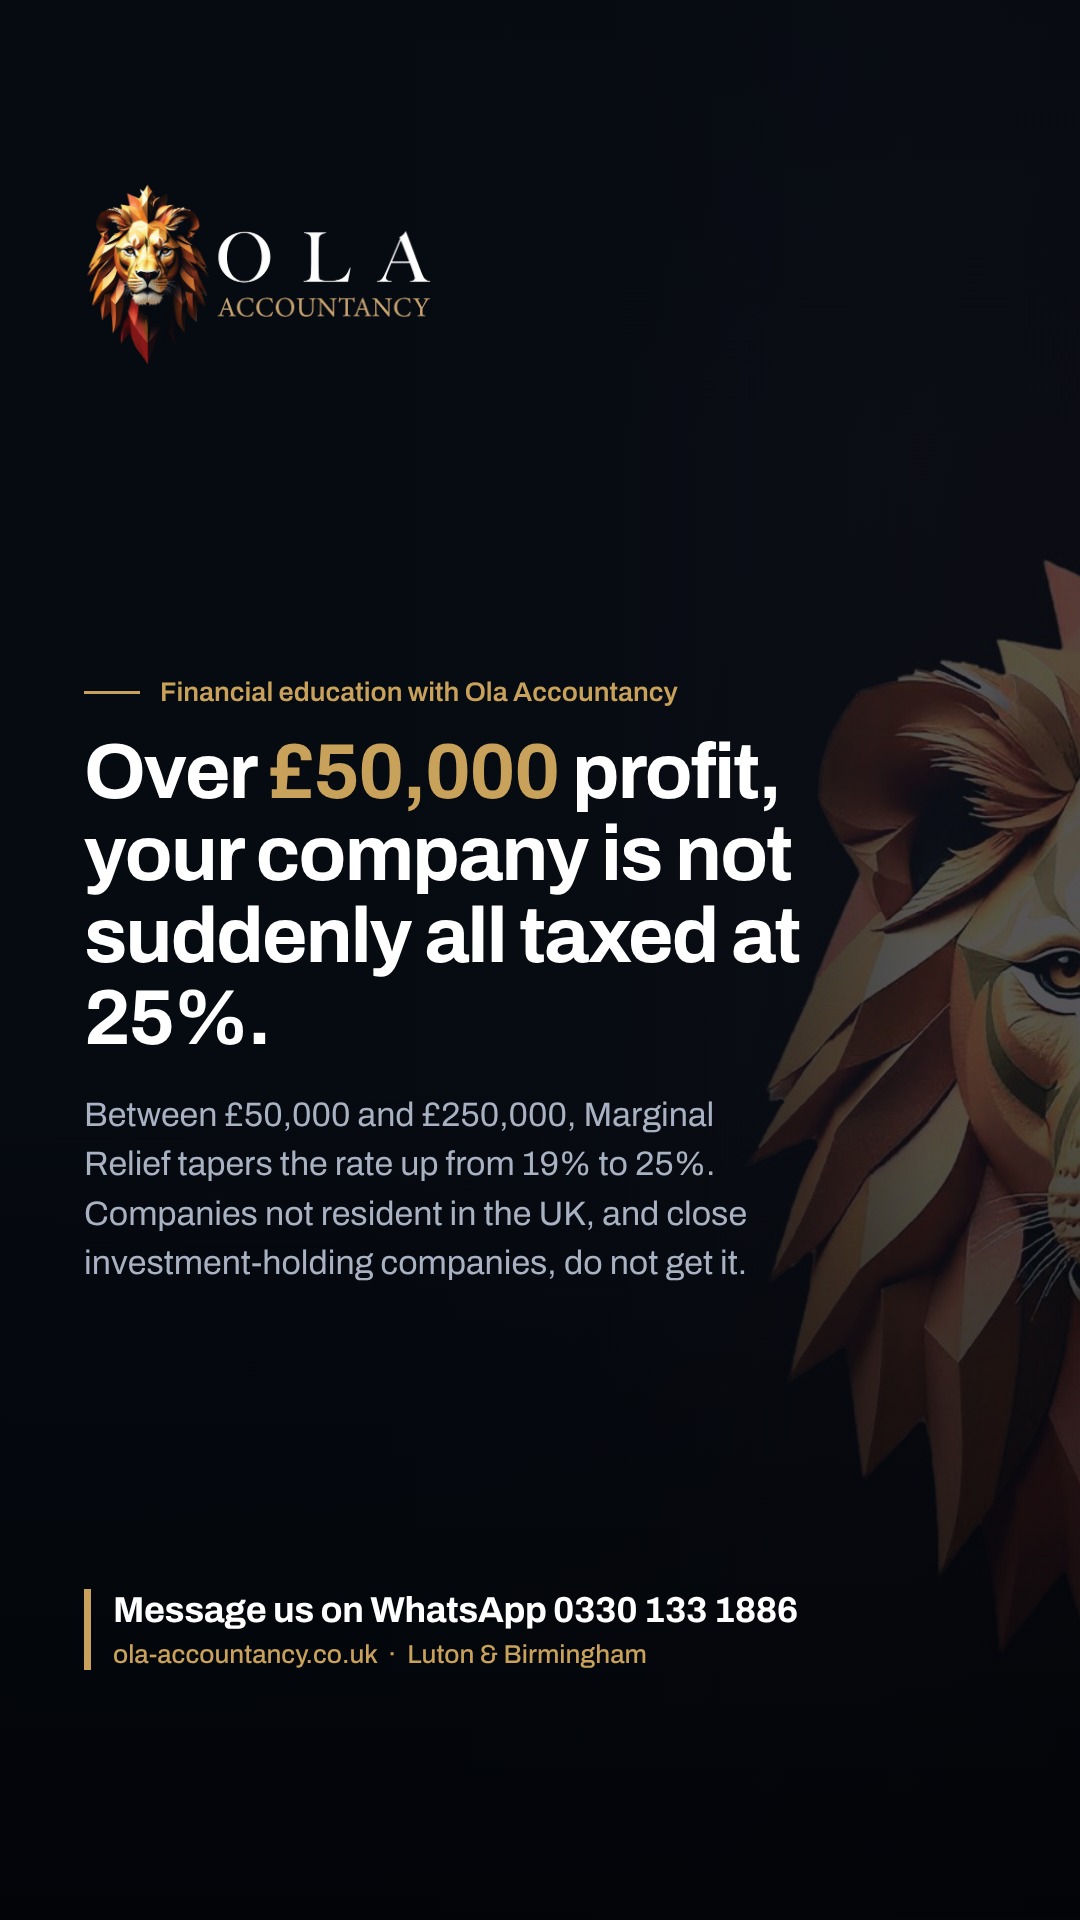 OLA
ACCOUNTANCY
Financial education with Ola Accountancy
Over £50,000 profit,
your company is not
suddenly all taxed at
25%.
Between £50,000 and £250,000, Marginal
Relief tapers the rate up from 19% to 25%.
Companies not resident in the UK, and close
investment-holding companies, do not get it.
Message us on WhatsApp 0330 133 1886
ola-accountancy.co.uk · Luton & Birmingham